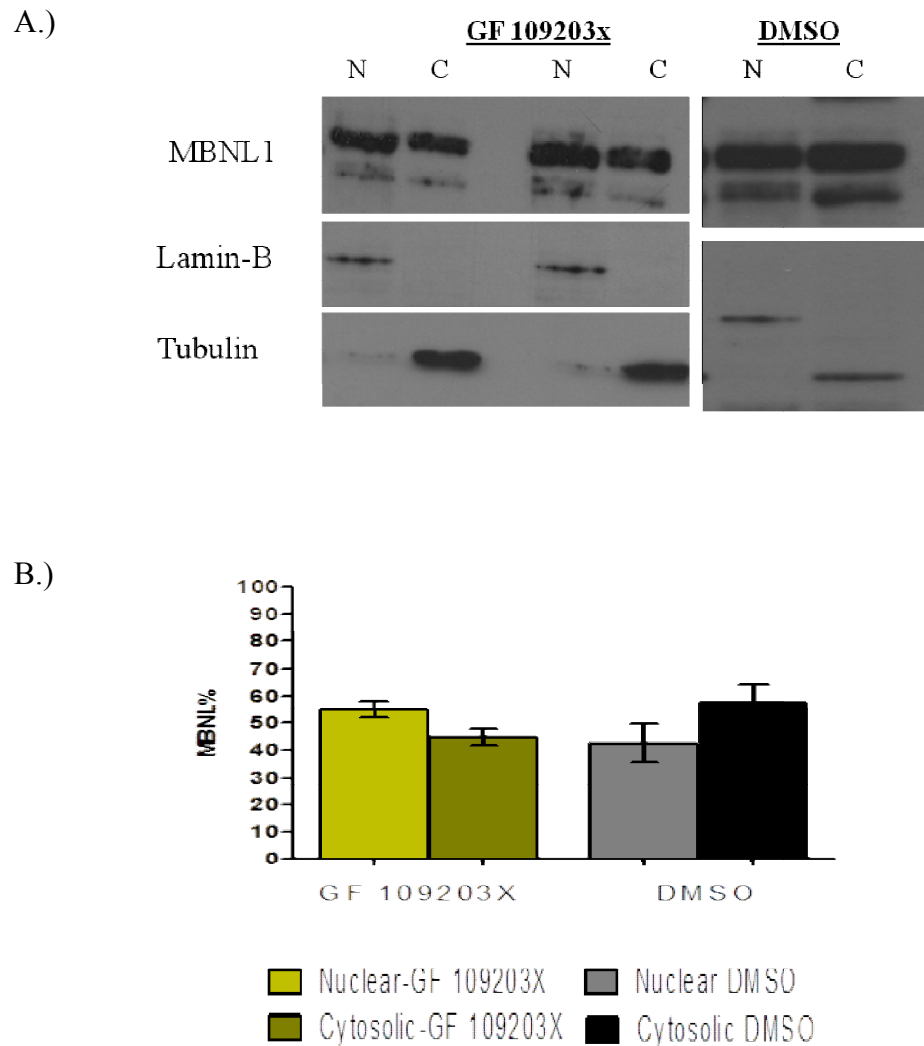 A.)
GF 109203x DMSO
N C N C N C
MBNL1
Lamin-B
Tubulin
B.)
MBNL%
100
90
80
70
60
50
40
30
20
10
0
GF 109203X DMSO
Nuclear-GF 109203X Nuclear DMSO
Cytosolic-GF 109203X Cytosolic DMSO